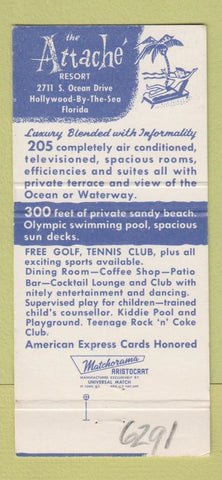 the
Attaché
RESORT
2711 S. Ocean Drive
Hollywood-By-The-Sea
Florida
Luxury Blended with Informality
205 completely air conditioned,
televisioned, spacious rooms,
efficiencies and suites all with
private terrace and view of the
Ocean or Waterway.
300 feet of private sandy beach.
Olympic swimming pool, spacious
sun decks.
FREE GOLF, TENNIS CLUB, plus all
exciting sports available.
Dining Room—Coffee Shop—Patio
Bar—Cocktail Lounge and Club with
nitely entertainment and dancing.
Supervised play for children—trained
child's counsellor. Kiddie Pool and
Playground. Teenage Rock 'n' Coke
Club.
American Express Cards Honored
Matchorama
ARISTOCRAT
MANUFACTURED EXCLUSIVELY BY
UNIVERSAL MATCH
6291